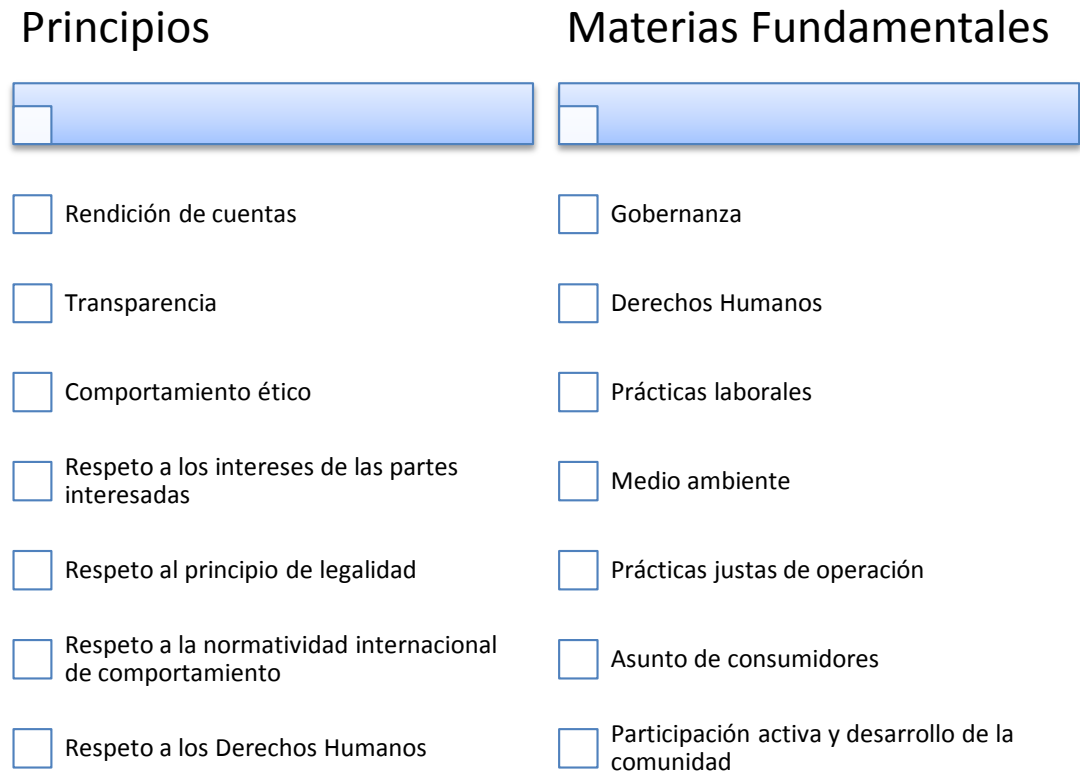 Principios
Rendición de cuentas
Transparencia
Comportamiento ético
Respeto a los intereses de las partes
interesadas
Respeto al principio de legalidad
Respeto a la normatividad internacional
de comportamiento
Respeto a los Derechos Humanos
Materias Fundamentales
Gobernanza
Derechos Humanos
Prácticas laborales
Medio ambiente
Prácticas justas de operación
Asunto de consumidores
Participación activa y desarrollo de la
comunidad